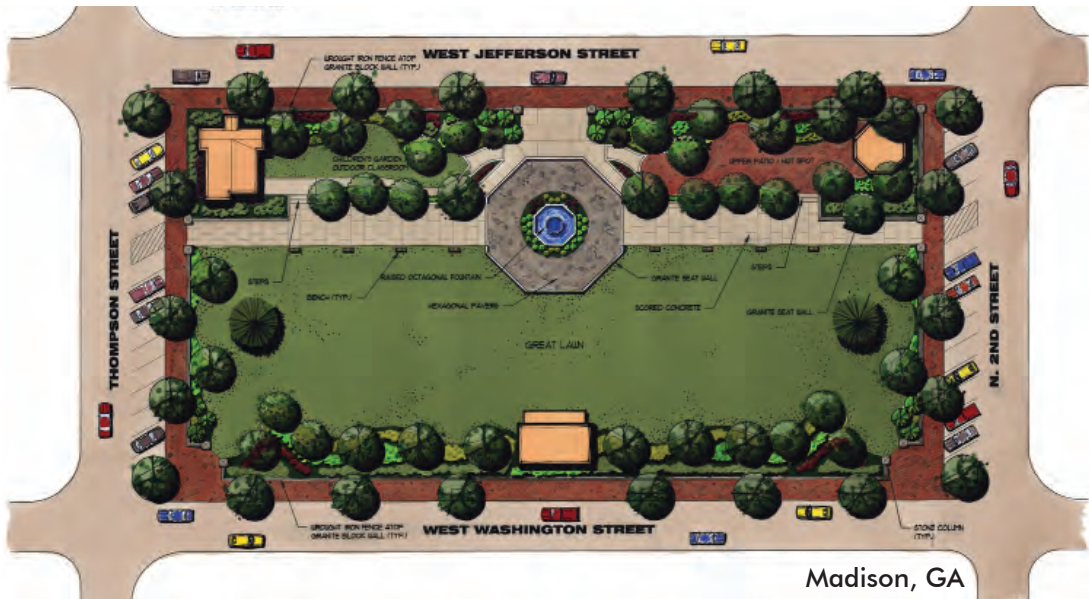 WEST JEFFERSON STREET
WROUGHT IRON FENCE ATOP
GRANITE BLOCK WALL (TYP.)
CHILDREN'S GARDEN
OUTDOOR CLASSROOM
UPPER PATIO / HOT SPOT
THOMPSON STREET
N. 2ND STREET
STEPS
BENCH (TYP.)
RAISED OCTAGONAL FOUNTAIN
HEXAGONAL PAVERS
GRANITE SEAT WALL
SCORED CONCRETE
STEPS
GRANITE SEAT WALL
GREAT LAWN
WROUGHT IRON FENCE ATOP
GRANITE BLOCK WALL (TYP.)
WEST WASHINGTON STREET
STONE COLUMN
(TYP.)
Madison, GA